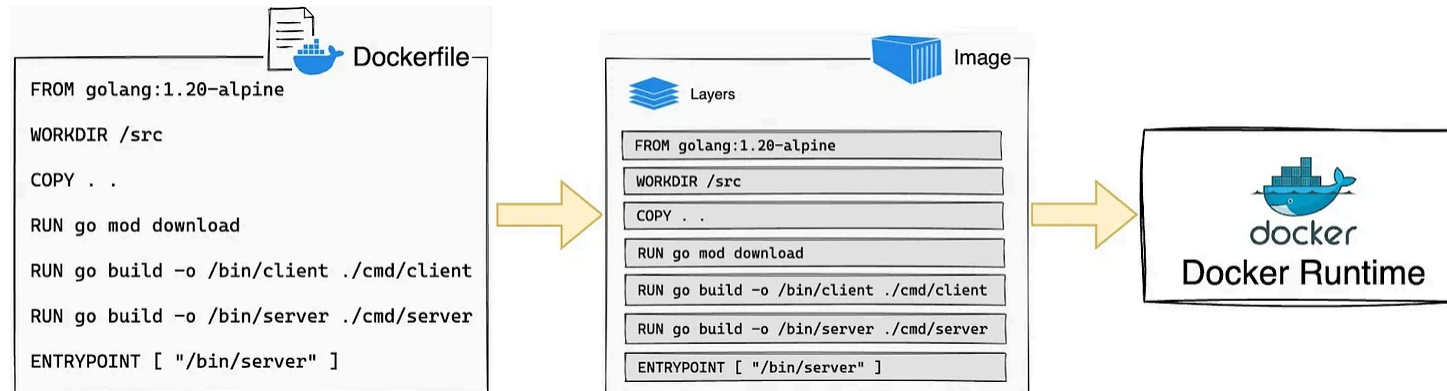 Dockerfile
FROM golang:1.20-alpine
WORKDIR /src
COPY . .
RUN go mod download
RUN go build -o /bin/client ./cmd/client
RUN go build -o /bin/server ./cmd/server
ENTRYPOINT [ "/bin/server" ]
Image
Layers
FROM golang:1.20-alpine
WORKDIR /src
COPY . .
RUN go mod download
RUN go build -o /bin/client ./cmd/client
RUN go build -o /bin/server ./cmd/server
ENTRYPOINT [ "/bin/server" ]
docker
Docker Runtime